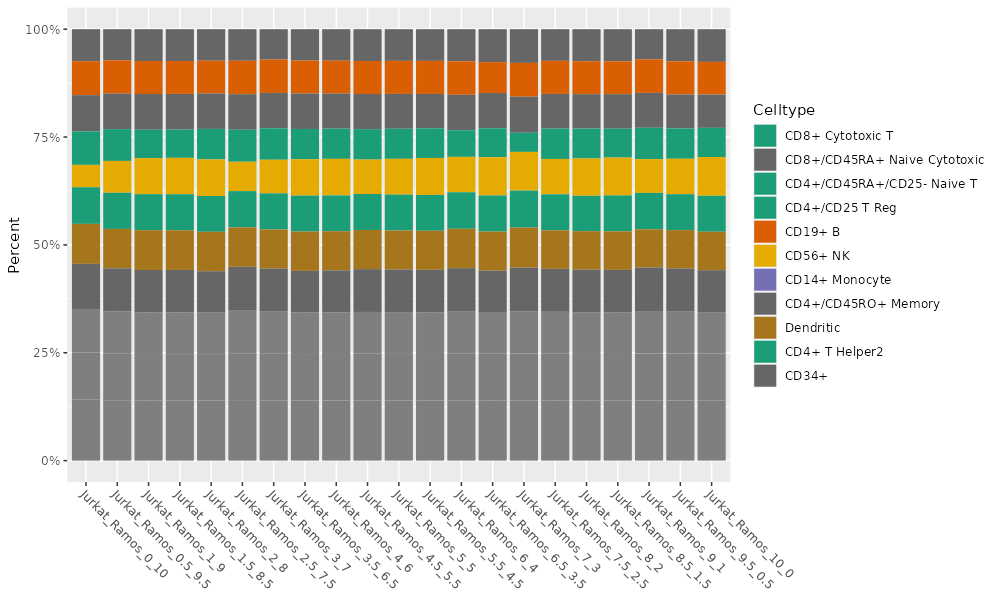 100%
75%
50%
25%
0%
Percent
Jurkat_Ramos_0_10
Jurkat_Ramos_0.5_9.5
Jurkat_Ramos_1_9
Jurkat_Ramos_1.5_8.5
Jurkat_Ramos_2_8
Jurkat_Ramos_2.5_7.5
Jurkat_Ramos_3_7
Jurkat_Ramos_3.5_6.5
Jurkat_Ramos_4_6
Jurkat_Ramos_4.5_5.5
Jurkat_Ramos_5_5
Jurkat_Ramos_5.5_4.5
Jurkat_Ramos_6_4
Jurkat_Ramos_6.5_3.5
Jurkat_Ramos_7_3
Jurkat_Ramos_7.5_2.5
Jurkat_Ramos_8_2
Jurkat_Ramos_8.5_1.5
Jurkat_Ramos_9_1
Jurkat_Ramos_9.5_0.5
Jurkat_Ramos_10_0
Celltype
CD8+ Cytotoxic T
CD8+/CD45RA+ Naive Cytotoxic
CD4+/CD45RA+/CD25- Naive T
CD4+/CD25 T Reg
CD19+ B
CD56+ NK
CD14+ Monocyte
CD4+/CD45RO+ Memory
Dendritic
CD4+ T Helper2
CD34+